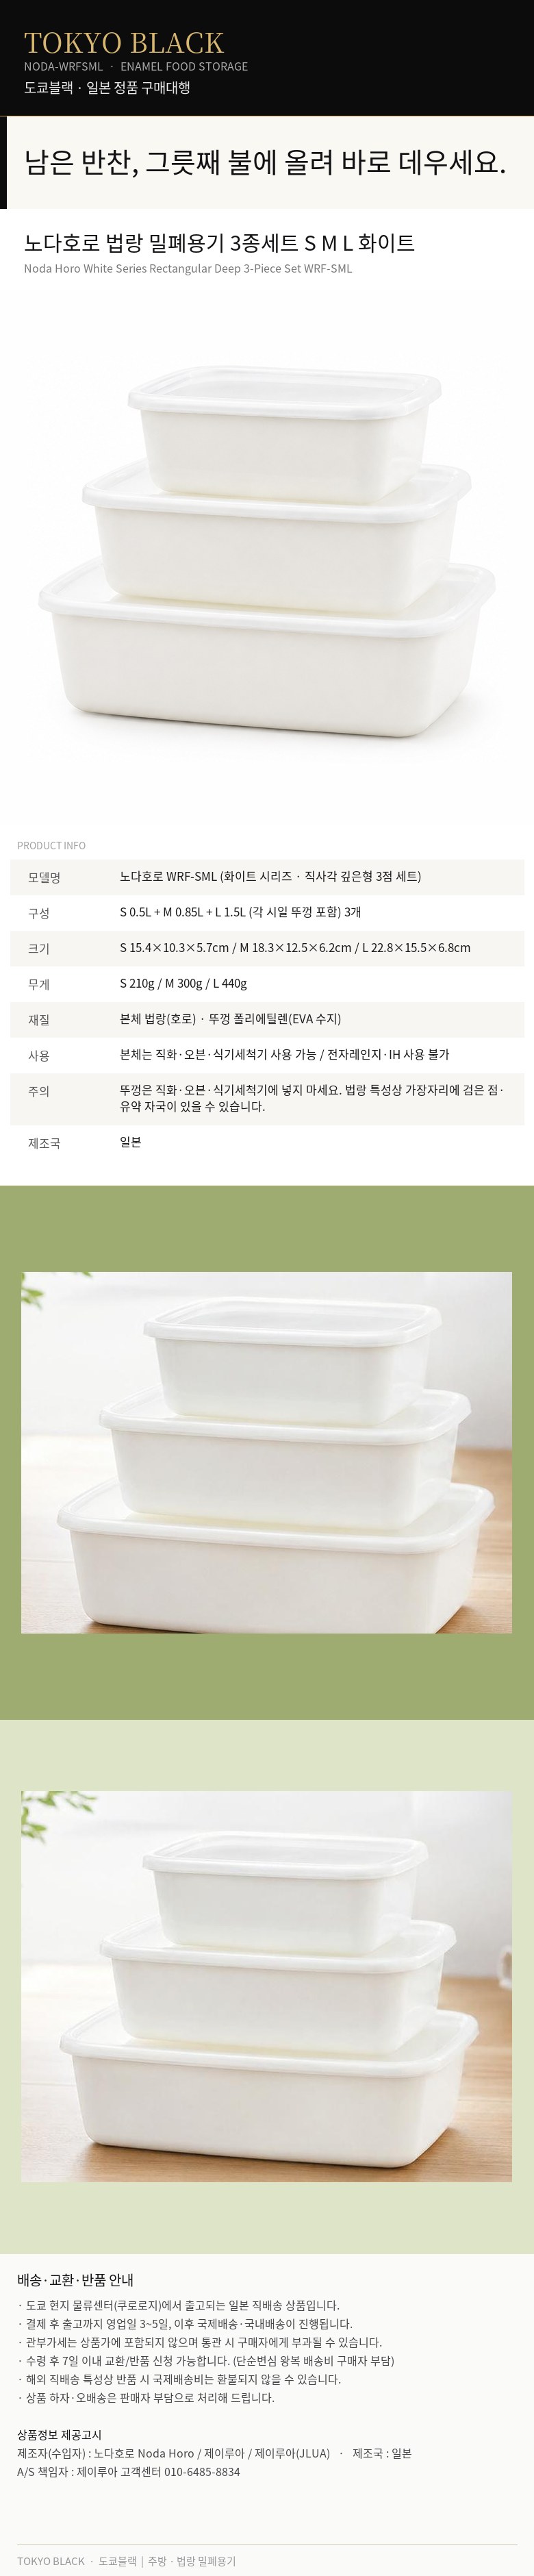 TOKYO BLACK
NODA-WRFSML · ENAMEL FOOD STORAGE
도쿄블랙 · 일본 정품 구매대행
남은 반찬, 그릇째 불에 올려 바로 데우세요.
노다호로 법랑 밀폐용기 3종세트 S M L 화이트
Noda Horo White Series Rectangular Deep 3-Piece Set WRF-SML
PRODUCT INFO
모델명 노다호로 WRF-SML (화이트 시리즈 · 직사각 깊은형 3점 세트)
구성 S 0.5L + M 0.85L + L 1.5L (각 시일 뚜껑 포함) 3개
크기 S 15.4×10.3×5.7cm / M 18.3×12.5×6.2cm / L 22.8×15.5×6.8cm
무게 S 210g / M 300g / L 440g
재질 본체 법랑(호로) · 뚜껑 폴리에틸렌(EVA 수지)
사용 본체는 직화·오븐·식기세척기 사용 가능 / 전자레인지·IH 사용 불가
주의 뚜껑은 직화·오븐·식기세척기에 넣지 마세요. 법랑 특성상 가장자리에 검은 점·
유약 자국이 있을 수 있습니다.
제조국 일본
배송·교환·반품 안내
· 도쿄 현지 물류센터(쿠로로지)에서 출고되는 일본 직배송 상품입니다.
· 결제 후 출고까지 영업일 3~5일, 이후 국제배송·국내배송이 진행됩니다.
· 관부가세는 상품가에 포함되지 않으며 통관 시 구매자에게 부과될 수 있습니다.
· 수령 후 7일 이내 교환/반품 신청 가능합니다. (단순변심 왕복 배송비 구매자 부담)
· 해외 직배송 특성상 반품 시 국제배송비는 환불되지 않을 수 있습니다.
· 상품 하자·오배송은 판매자 부담으로 처리해 드립니다.
상품정보 제공고시
제조자(수입자) : 노다호로 Noda Horo / 제이루아 / 제이루아(JLUA) · 제조국 : 일본
A/S 책임자 : 제이루아 고객센터 010-6485-8834
TOKYO BLACK · 도쿄블랙 | 주방 · 법랑 밀폐용기